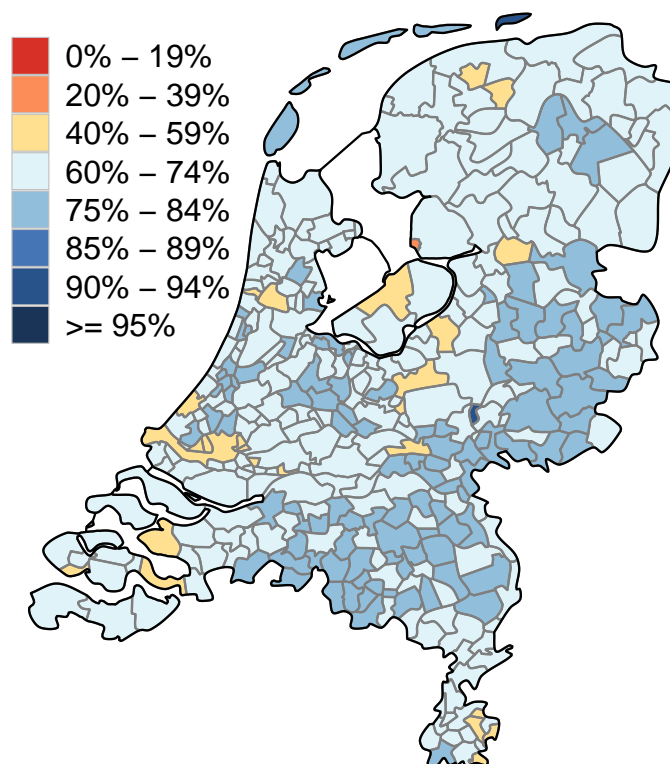 0% – 19%
20% – 39%
40% – 59%
60% – 74%
75% – 84%
85% – 89%
90% – 94%
>= 95%